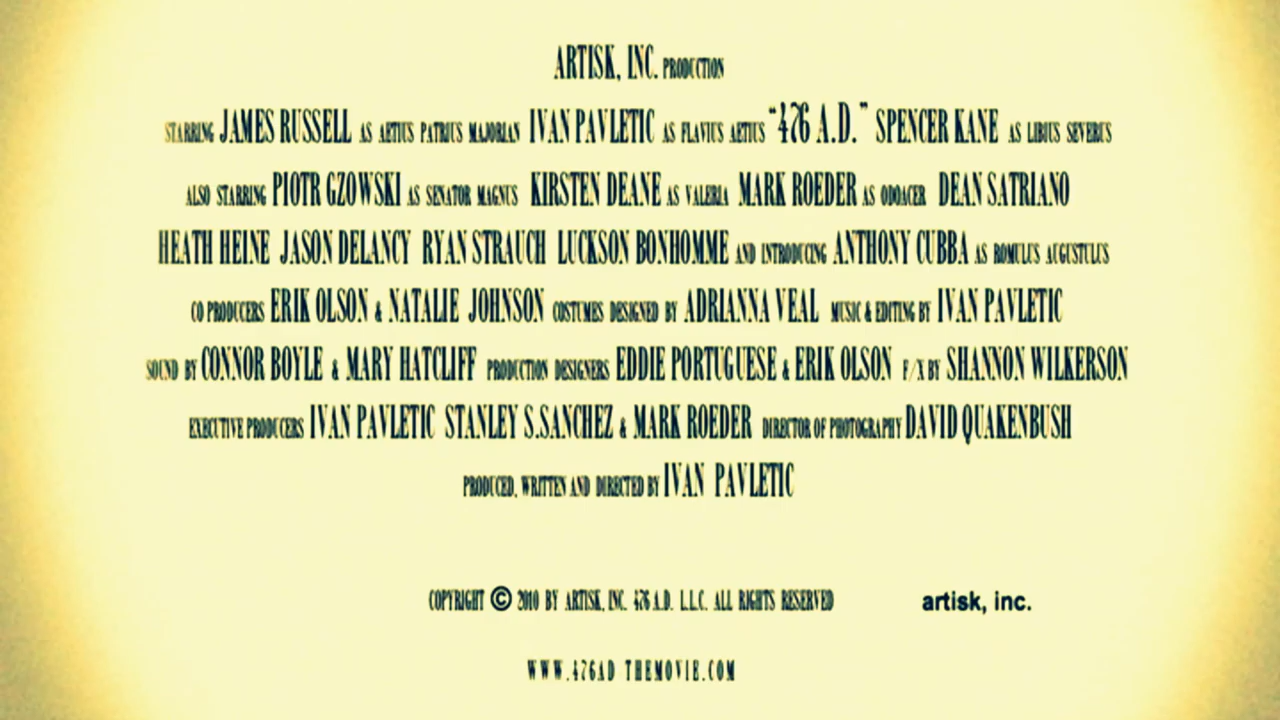 ARTISK, INC. PRODUCTION
STARRING JAMES RUSSELL AS AETIUS PATRIUS MAJORIAN IVAN PAVLETIC AS FLAVIUS AETIUS "476 A.D." SPENCER KANE AS LIBIUS SEVERUS
ALSO STARRING PIOTR GZOWSKI AS SENATOR MAGNUS KIRSTEN DEANE AS VALERIA MARK ROEDER AS ODOACER DEAN SATRIANO
HEATH HEINE JASON DELANCY RYAN STRAUCH LUCKSON BONHOMME AND INTRODUCING ANTHONY CUBBA AS ROMULUS AUGUSTULUS
CO PRODUCERS ERIK OLSON & NATALIE JOHNSON COSTUMES DESIGNED BY ADRIANNA VEAL MUSIC & EDITING BY IVAN PAVLETIC
SOUND BY CONNOR BOYLE & MARY HATCLIFF PRODUCTION DESIGNERS EDDIE PORTUGUESE & ERIK OLSON F/X BY SHANNON WILKERSON
EXECUTIVE PRODUCERS IVAN PAVLETIC STANLEY S.SANCHEZ & MARK ROEDER DIRECTOR OF PHOTOGRAPHY DAVID QUAKENBUSH
PRODUCED, WRITTEN AND DIRECTED BY IVAN PAVLETIC
COPYRIGHT © 2010 BY ARTISK, INC. 476 A.D. L.L.C. ALL RIGHTS RESERVED artisk, inc.
WWW.476AD THEMOVIE.COM